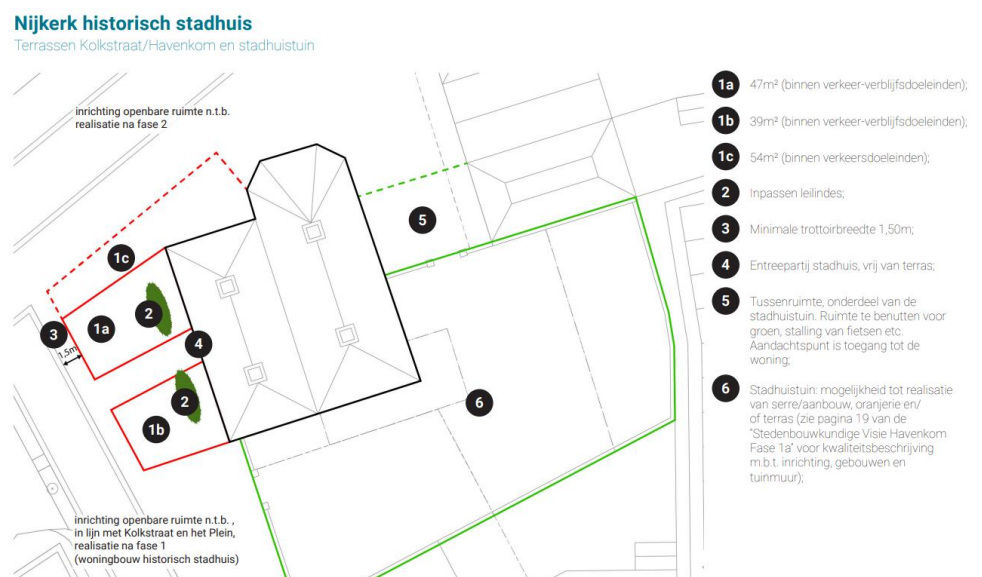 Nijkerk historisch stadhuis
Terrassen Kolkstraat/Havenkom en stadhuistuin
inrichting openbare ruimte n.t.b.
realisatie na fase 2
1c
1a
2
3
1,5m
4
2
1b
5
6
inrichting openbare ruimte n.t.b. ,
in lijn met Kolkstraat en het Plein,
realisatie na fase 1
(woningbouw historisch stadhuis)
1a 47m² (binnen verkeer-verblijfsdoeleinden);
1b 39m² (binnen verkeer-verblijfsdoeleinden);
1c 54m² (binnen verkeersdoeleinden);
2 Inpassen leilindes;
3 Minimale trottoirbreedte 1,50m;
4 Entreepartij stadhuis, vrij van terras;
5 Tussenruimte, onderdeel van de
stadhuistuin. Ruimte te benutten voor
groen, stalling van fietsen etc.
Aandachtspunt is toegang tot de
woning;
6 Stadhuistuin: mogelijkheid tot realisatie
van serre/aanbouw, oranjerie en/
of terras (zie pagina 19 van de
"Stedenbouwkundige Visie Havenkom
Fase 1a" voor kwaliteitsbeschrijving
m.b.t. inrichting, gebouwen en
tuinmuur);